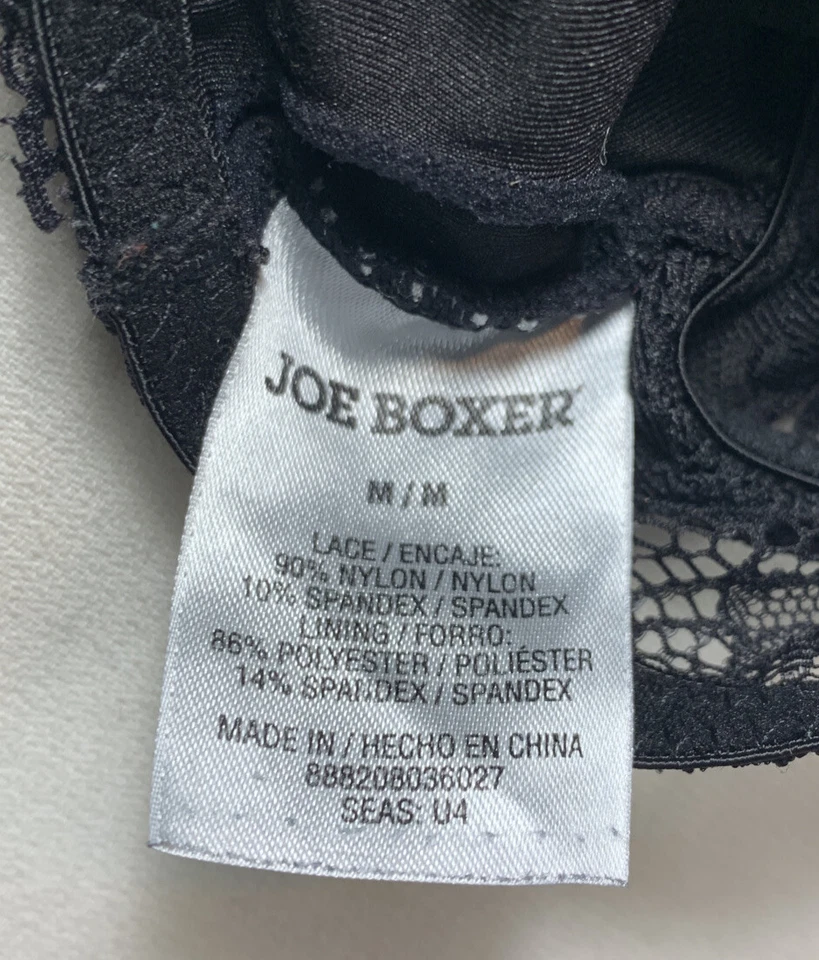 JOE BOXER
M / M
LACE / ENCAJE:
90% NYLON / NYLON
10% SPANDEX / SPANDEX
LINING / FORRO:
86% POLYESTER / POLIÉSTER
14% SPANDEX / SPANDEX
MADE IN / HECHO EN CHINA
888208036027
SEAS: U4